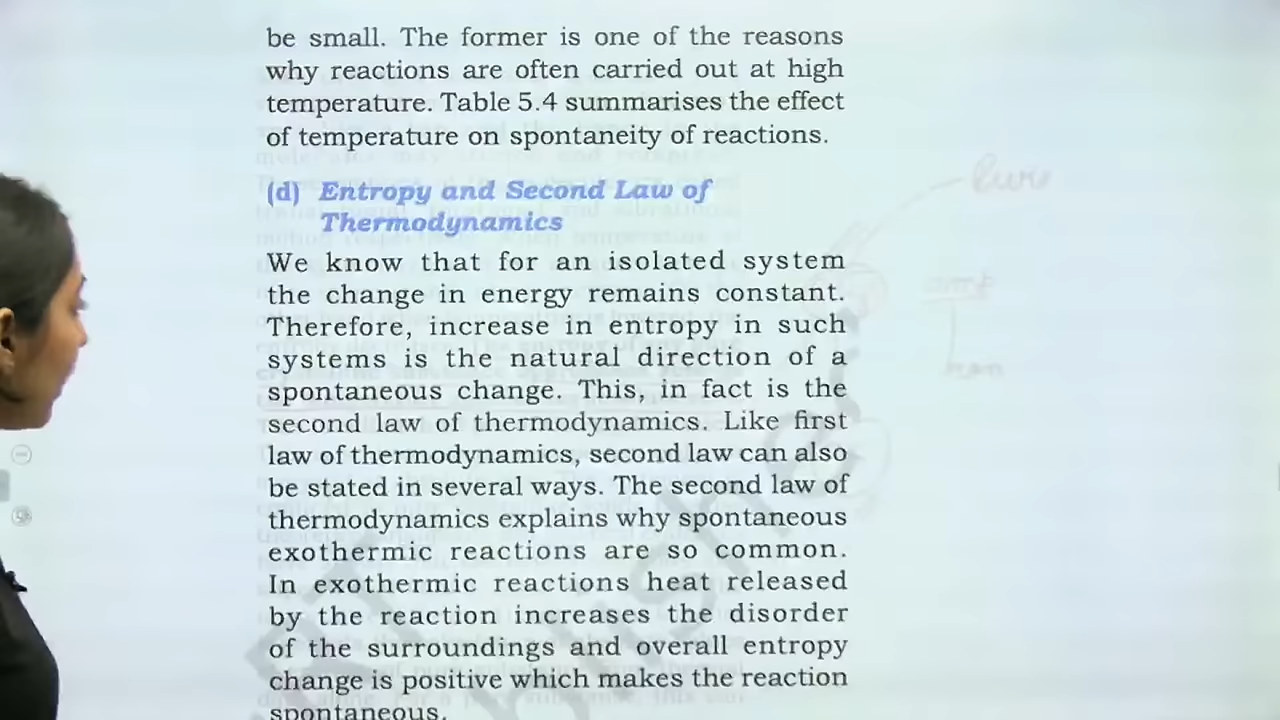 be small. The former is one of the reasons
why reactions are often carried out at high
temperature. Table 5.4 summarises the effect
of temperature on spontaneity of reactions.
(d) Entropy and Second Law of
Thermodynamics
We know that for an isolated system
the change in energy remains constant.
Therefore, increase in entropy in such
systems is the natural direction of a
spontaneous change. This, in fact is the
second law of thermodynamics. Like first
law of thermodynamics, second law can also
be stated in several ways. The second law of
thermodynamics explains why spontaneous
exothermic reactions are so common.
In exothermic reactions heat released
by the reaction increases the disorder
of the surroundings and overall entropy
change is positive which makes the reaction
spontaneous.